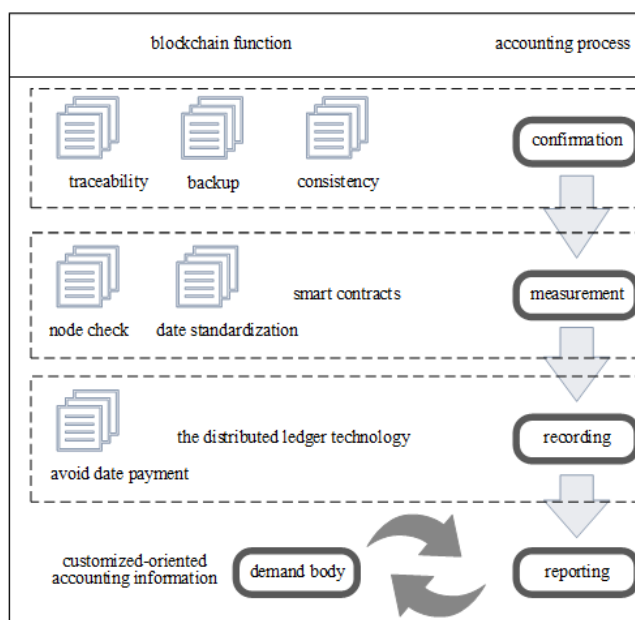 blockchain function
accounting process
confirmation
traceability
backup
consistency
smart contracts
measurement
node check
date standardization
the distributed ledger technology
recording
avoid date payment
customized-oriented
accounting information
demand body
reporting